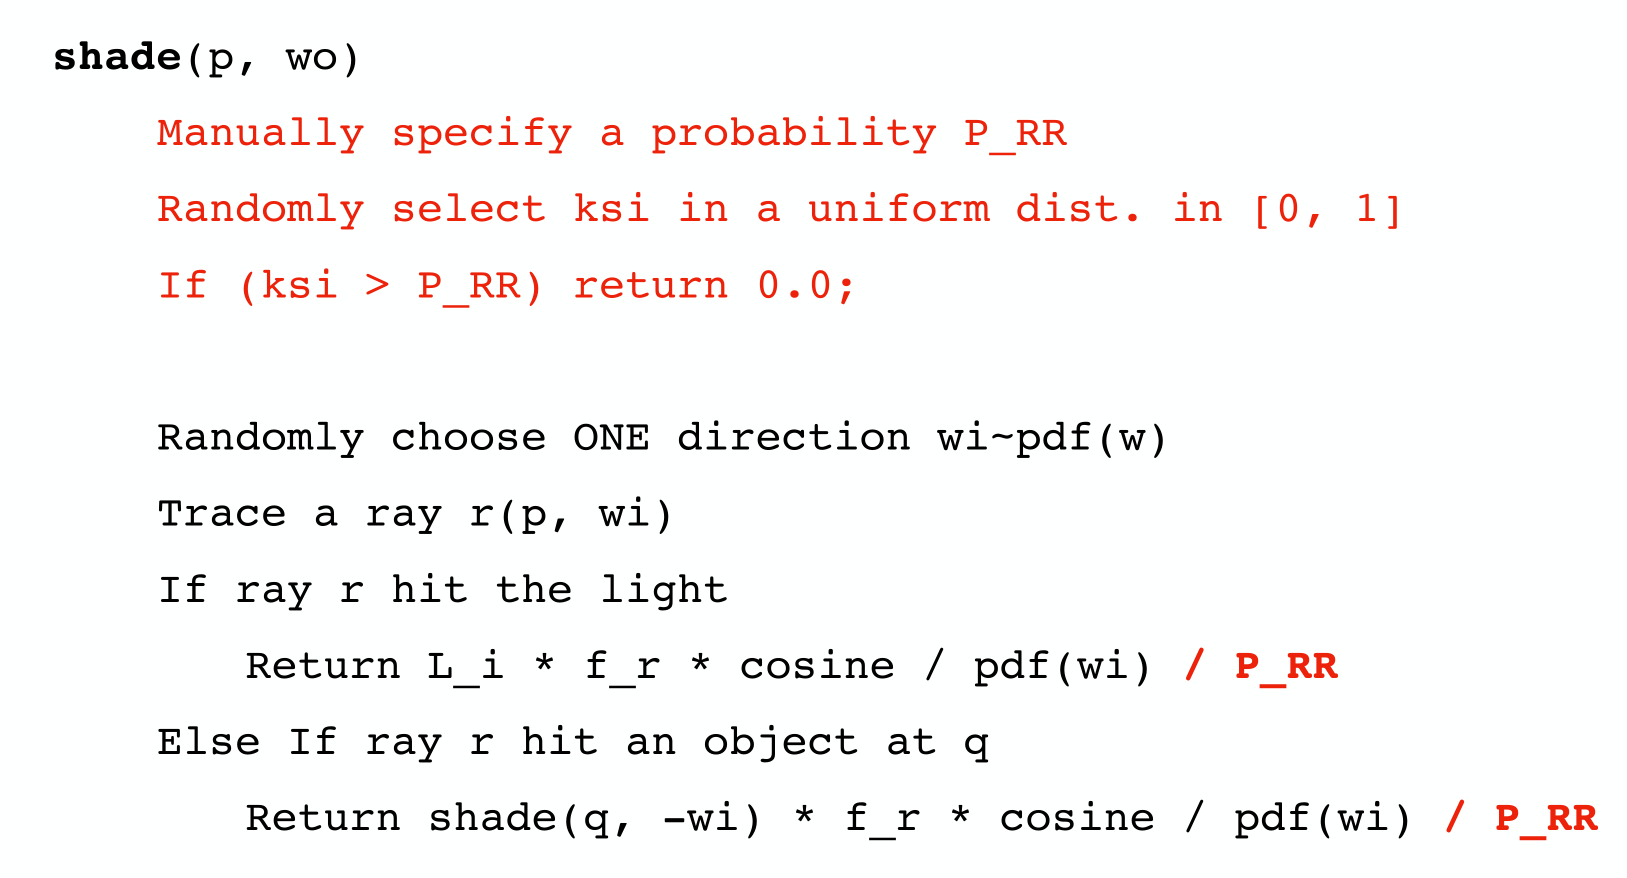 shade(p, wo)
Manually specify a probability P_RR
Randomly select ksi in a uniform dist. in [0, 1]
If (ksi > P_RR) return 0.0;
Randomly choose ONE direction wi~pdf(w)
Trace a ray r(p, wi)
If ray r hit the light
Return L_i * f_r * cosine / pdf(wi) / P_RR
Else If ray r hit an object at q
Return shade(q, -wi) * f_r * cosine / pdf(wi) / P_RR